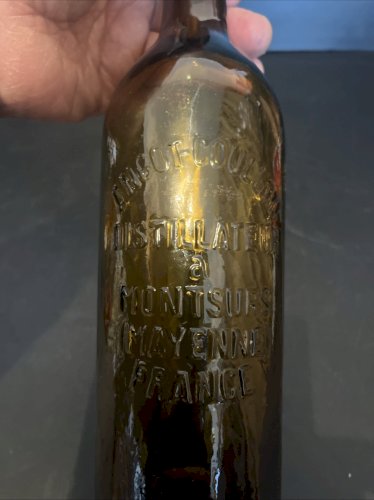 DISTILLATEUR
a
MONTSURS
(MAYENNE)
FRANCE